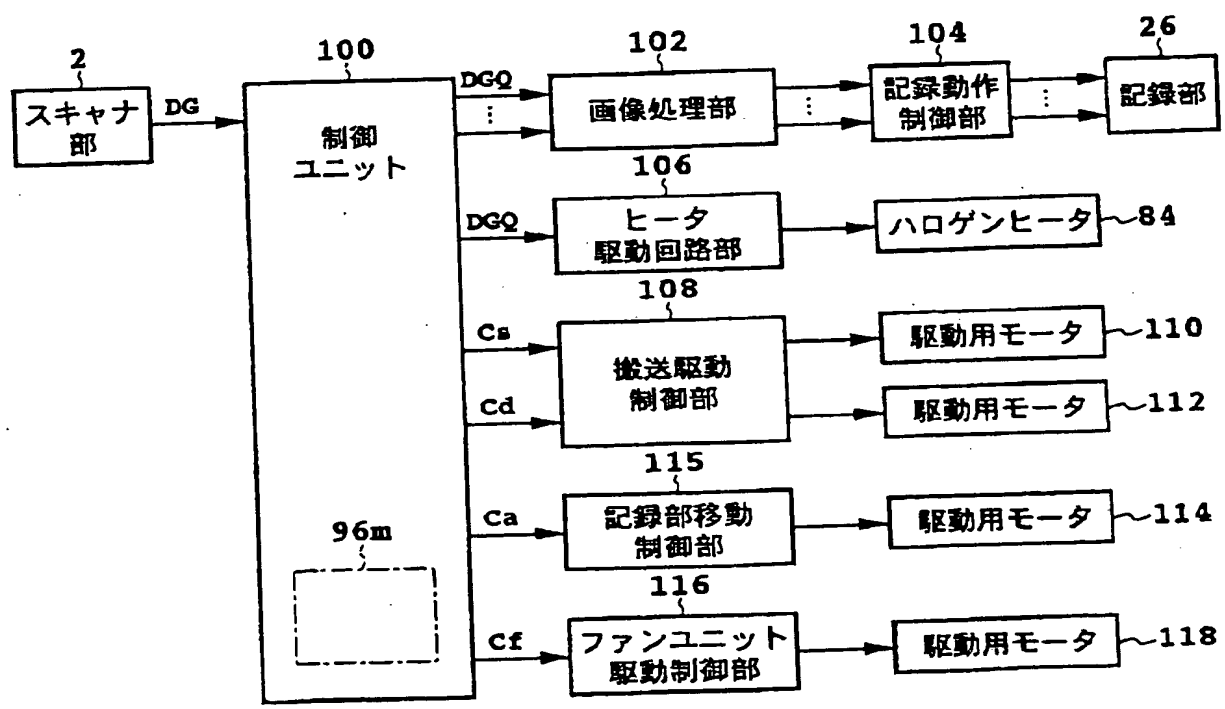 2
100
102
104
26
スキャナ
部
DG
制御
ユニット
DGQ
画像処理部
記録動作
制御部
記録部
106
DGQ
ヒータ
駆動回路部
ハロゲンヒータ
84
108
Cs
Cd
搬送駆動
制御部
駆動用モータ
110
駆動用モータ
112
115
Ca
記録部移動
制御部
駆動用モータ
114
96m
116
Cf
ファンユニット
駆動制御部
駆動用モータ
118